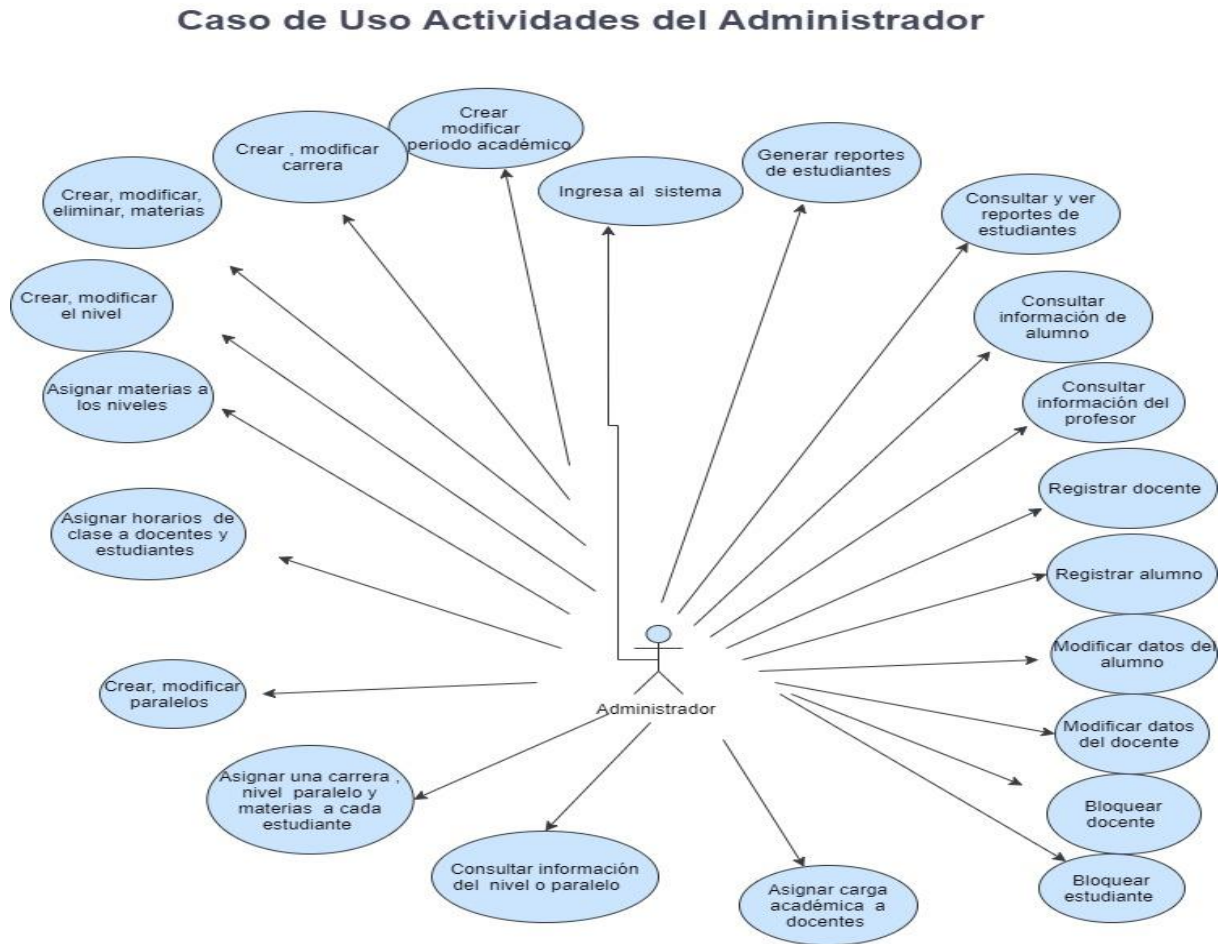 Caso de Uso Actividades del Administrador
Crear
modificar
periodo académico
Crear , modificar
carrera
Generar reportes
de estudiantes
Ingresa al sistema
Crear, modificar,
eliminar, materias
Consultar y ver
reportes de
estudiantes
Crear, modificar
el nivel
Consultar
información de
alumno
Asignar materias a
los niveles
Consultar
información del
profesor
Registrar docente
Asignar horarios de
clase a docentes y
estudiantes
Registrar alumno
Modificar datos del
alumno
Crear, modificar
paralelos
Administrador
Modificar datos
del docente
Asignar una carrera ,
nivel paralelo y
materias a cada
estudiante
Bloquear
docente
Consultar información
del nivel o paralelo
Asignar carga
académica a
docentes
Bloquear
estudiante